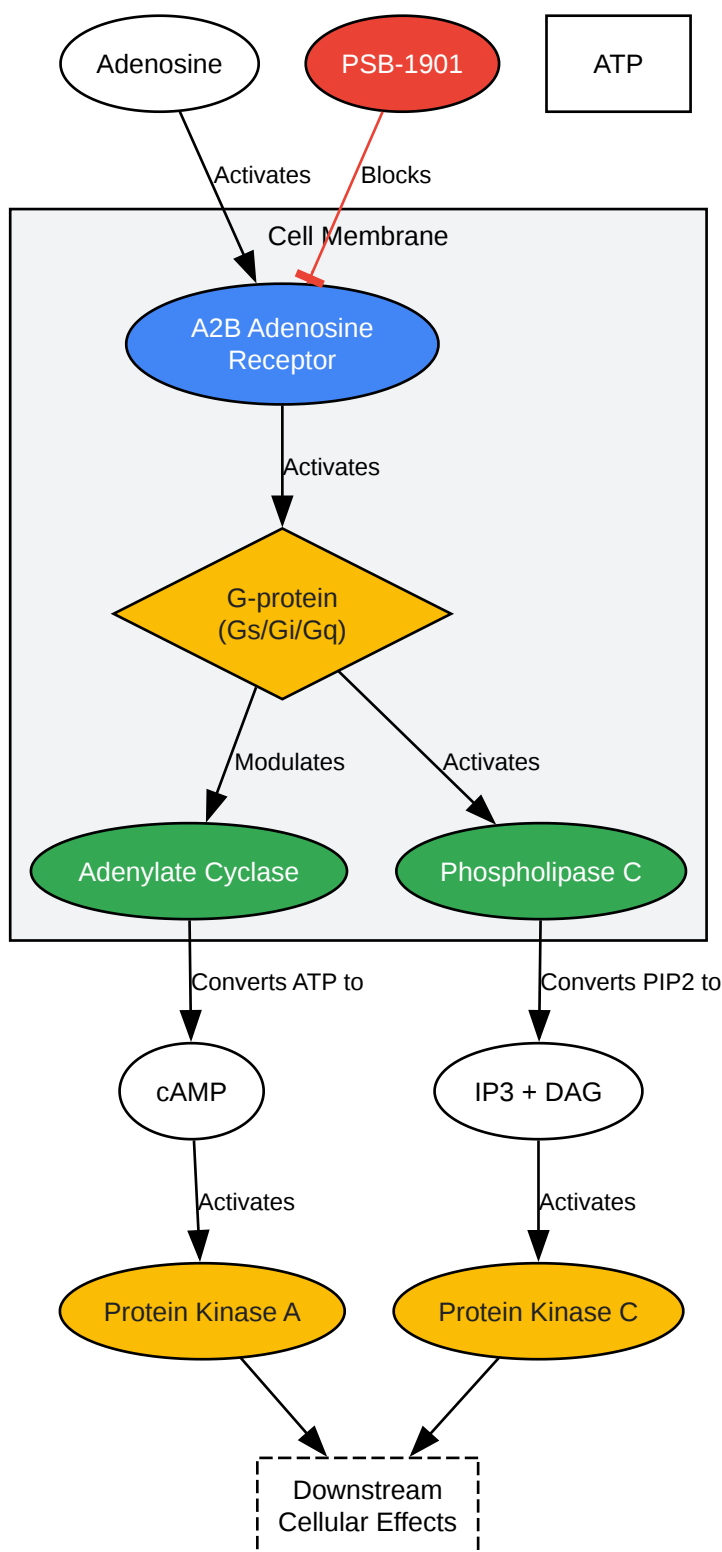 Adenosine
PSB-1901
ATP
Activates
Blocks
Cell Membrane
A2B Adenosine
Receptor
Activates
G-protein
(Gs/Gi/Gq)
Modulates
Activates
Adenylate Cyclase
Phospholipase C
Converts ATP to
Converts PIP2 to
cAMP
IP3 + DAG
Activates
Activates
Protein Kinase A
Protein Kinase C
Downstream
Cellular Effects